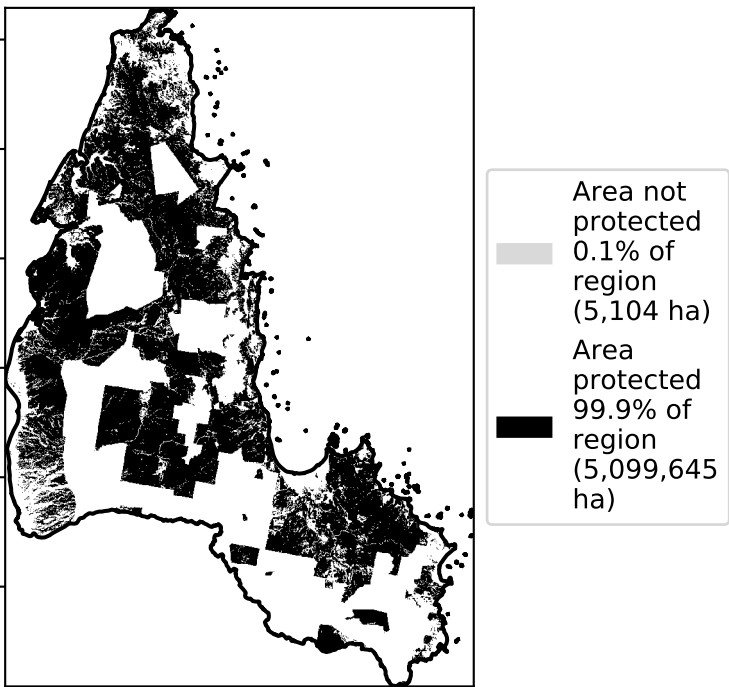 Area not
protected
0.1% of
region
(5,104 ha)
Area
protected
99.9% of
region
(5,099,645
ha)